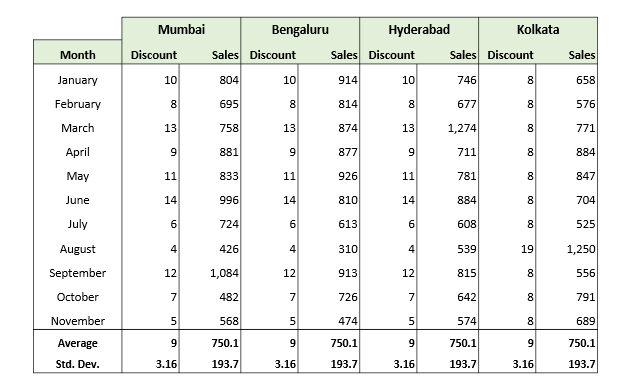 Mumbai Bengaluru Hyderabad Kolkata
Month Discount Sales Discount Sales Discount Sales Discount Sales
January 10 804 10 914 10 746 8 658
February 8 695 8 814 8 677 8 576
March 13 758 13 874 13 1,274 8 771
April 9 881 9 877 9 711 8 884
May 11 833 11 926 11 781 8 847
June 14 996 14 810 14 884 8 704
July 6 724 6 613 6 608 8 525
August 4 426 4 310 4 539 19 1,250
September 12 1,084 12 913 12 815 8 556
October 7 482 7 726 7 642 8 791
November 5 568 5 474 5 574 8 689
Average 9 750.1 9 750.1 9 750.1 9 750.1
Std. Dev. 3.16 193.7 3.16 193.7 3.16 193.7 3.16 193.7